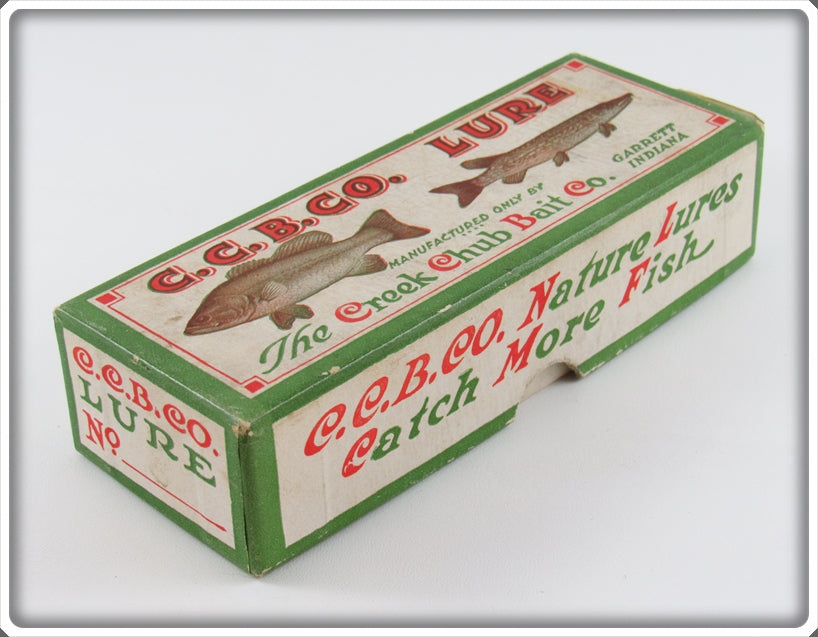 C.C.B.CO. LURE
MANUFACTURED ONLY BY
The Creek Chub Bait Co.
GARRETT
INDIANA
C.C.B.CO. Nature Lures
Catch More Fish
C.C.B.CO.
LURE
No.